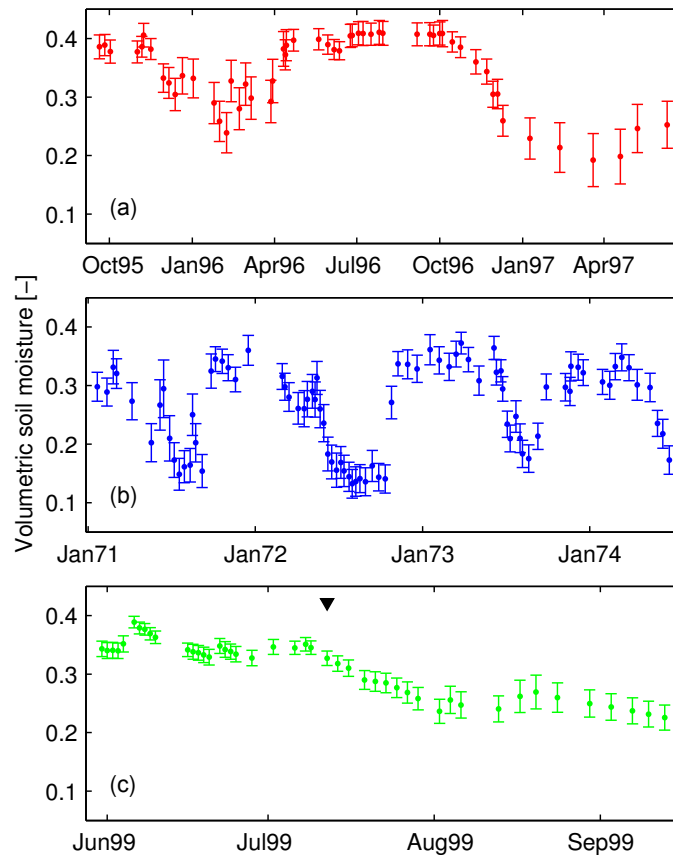 0.4
0.3
0.2
0.1
(a)
Oct95 Jan96 Apr96 Jul96 Oct96 Jan97 Apr97
Volumetric soil moisture [−]
0.4
0.3
0.2
0.1
(b)
Jan71 Jan72 Jan73 Jan74
0.4
0.3
0.2
0.1
(c)
Jun99 Jul99 Aug99 Sep99